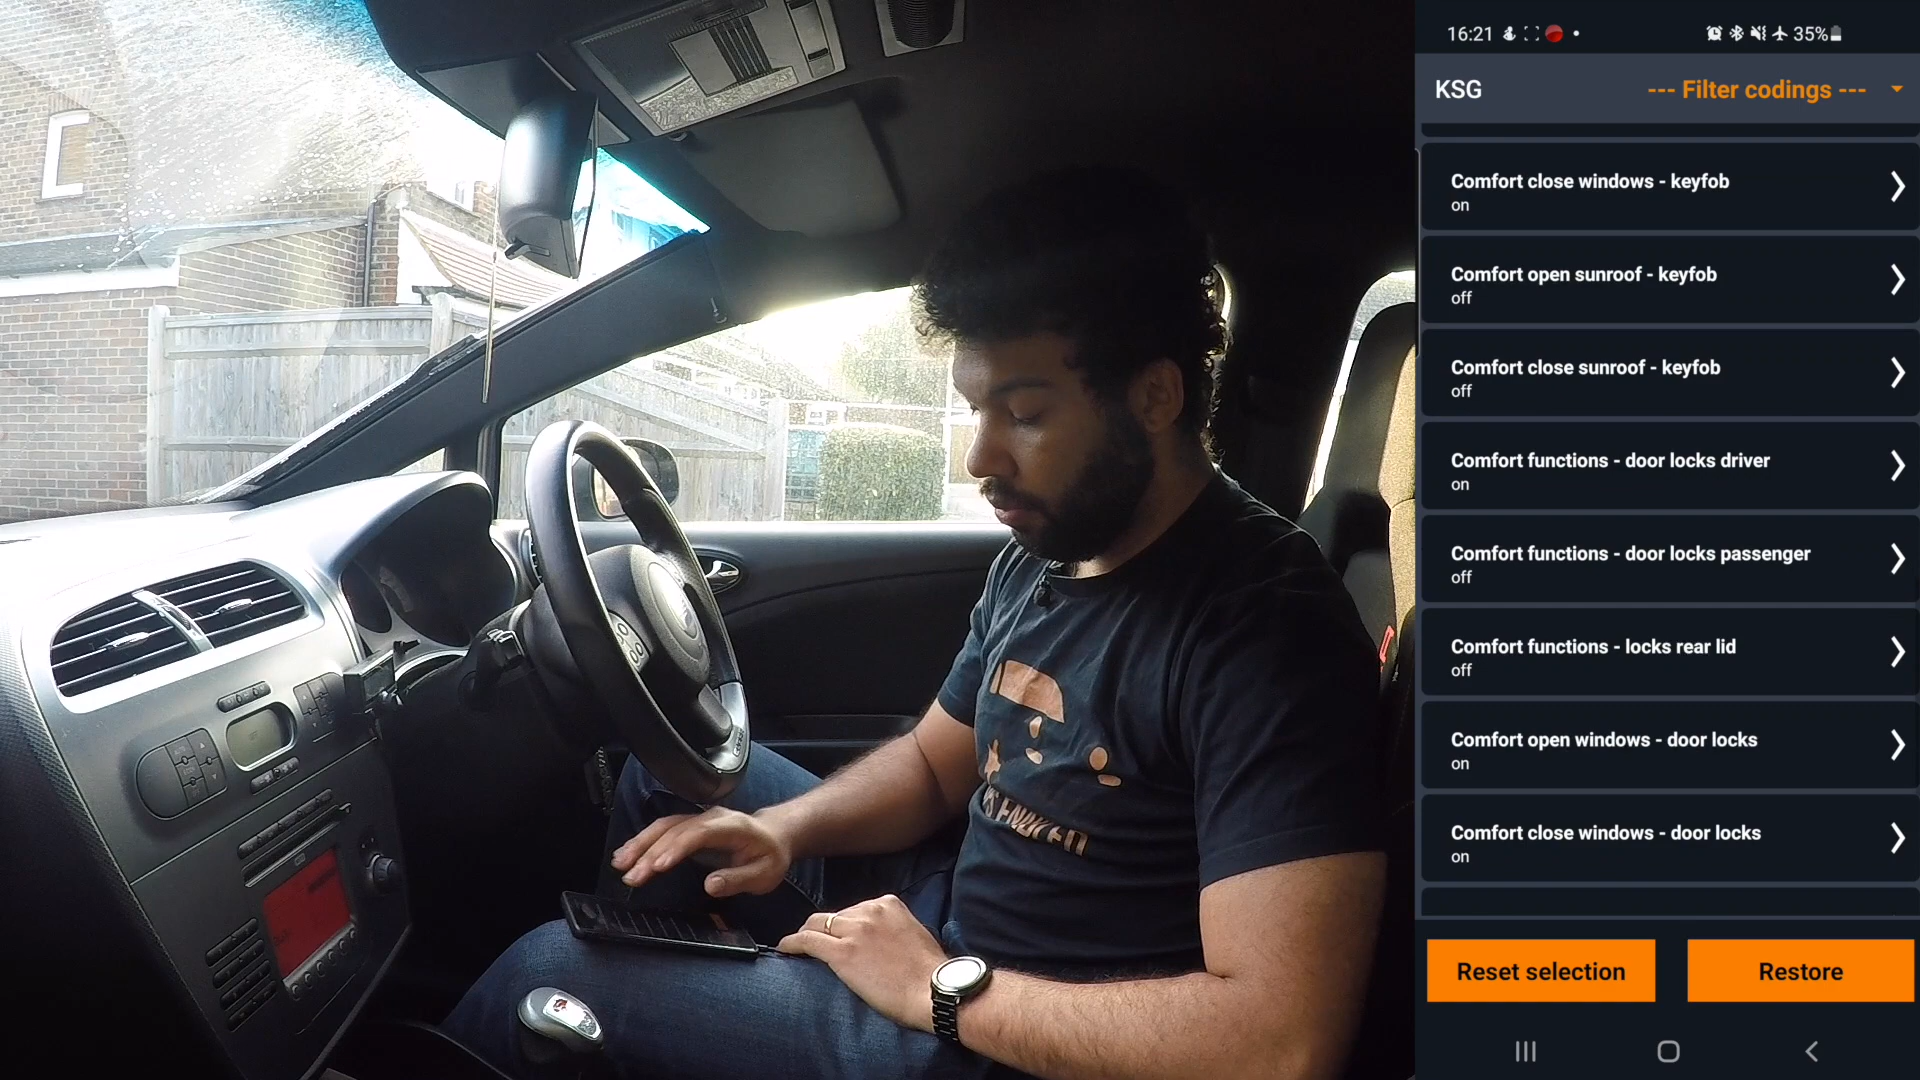 16:21
35%
KSG
--- Filter codings ---
Comfort close windows - keyfob
on
Comfort open sunroof - keyfob
off
Comfort close sunroof - keyfob
off
Comfort functions - door locks driver
on
Comfort functions - door locks passenger
off
Comfort functions - locks rear lid
off
Comfort open windows - door locks
on
Comfort close windows - door locks
on
Reset selection
Restore